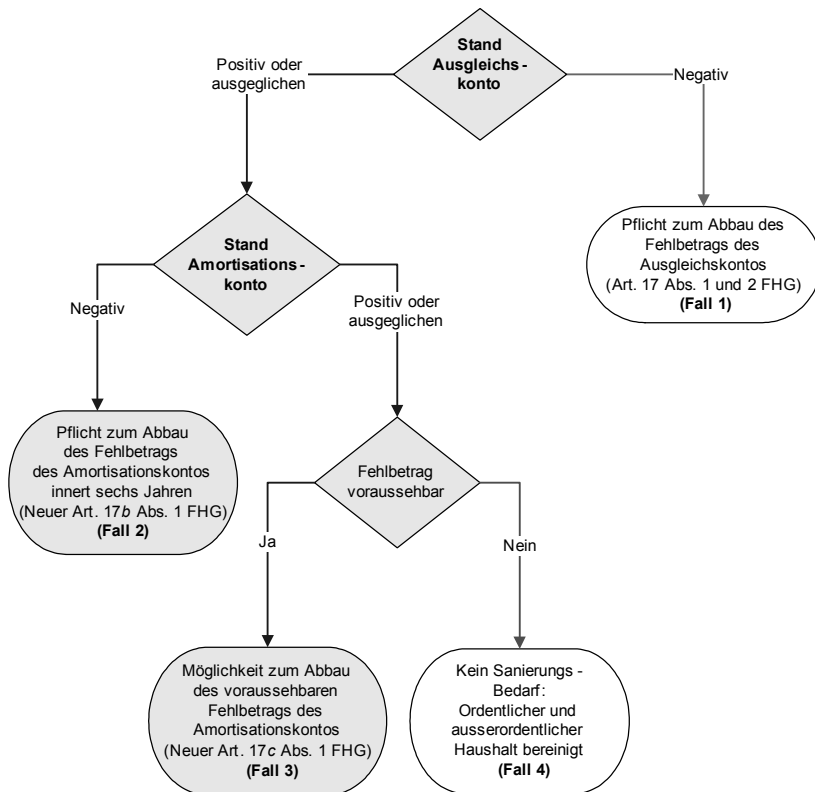 Stand
Ausgleichs-
konto
Positiv oder
ausgeglichen
Negativ
Pflicht zum Abbau des
Fehlbetrags des
Ausgleichskontos
(Art. 17 Abs. 1 und 2 FHG)
(Fall 1)
Stand
Amortisations-
konto
Negativ
Positiv oder
ausgeglichen
Pflicht zum Abbau
des Fehlbetrags
des Amortisationskontos
innert sechs Jahren
(Neuer Art. 17b Abs. 1 FHG)
(Fall 2)
Fehlbetrag
voraussehbar
Ja
Nein
Möglichkeit zum Abbau
des voraussehbaren
Fehlbetrags des
Amortisationskontos
(Neuer Art. 17c Abs. 1 FHG)
(Fall 3)
Kein Sanierungs-
Bedarf:
Ordentlicher und
ausserordentlicher
Haushalt bereinigt
(Fall 4)